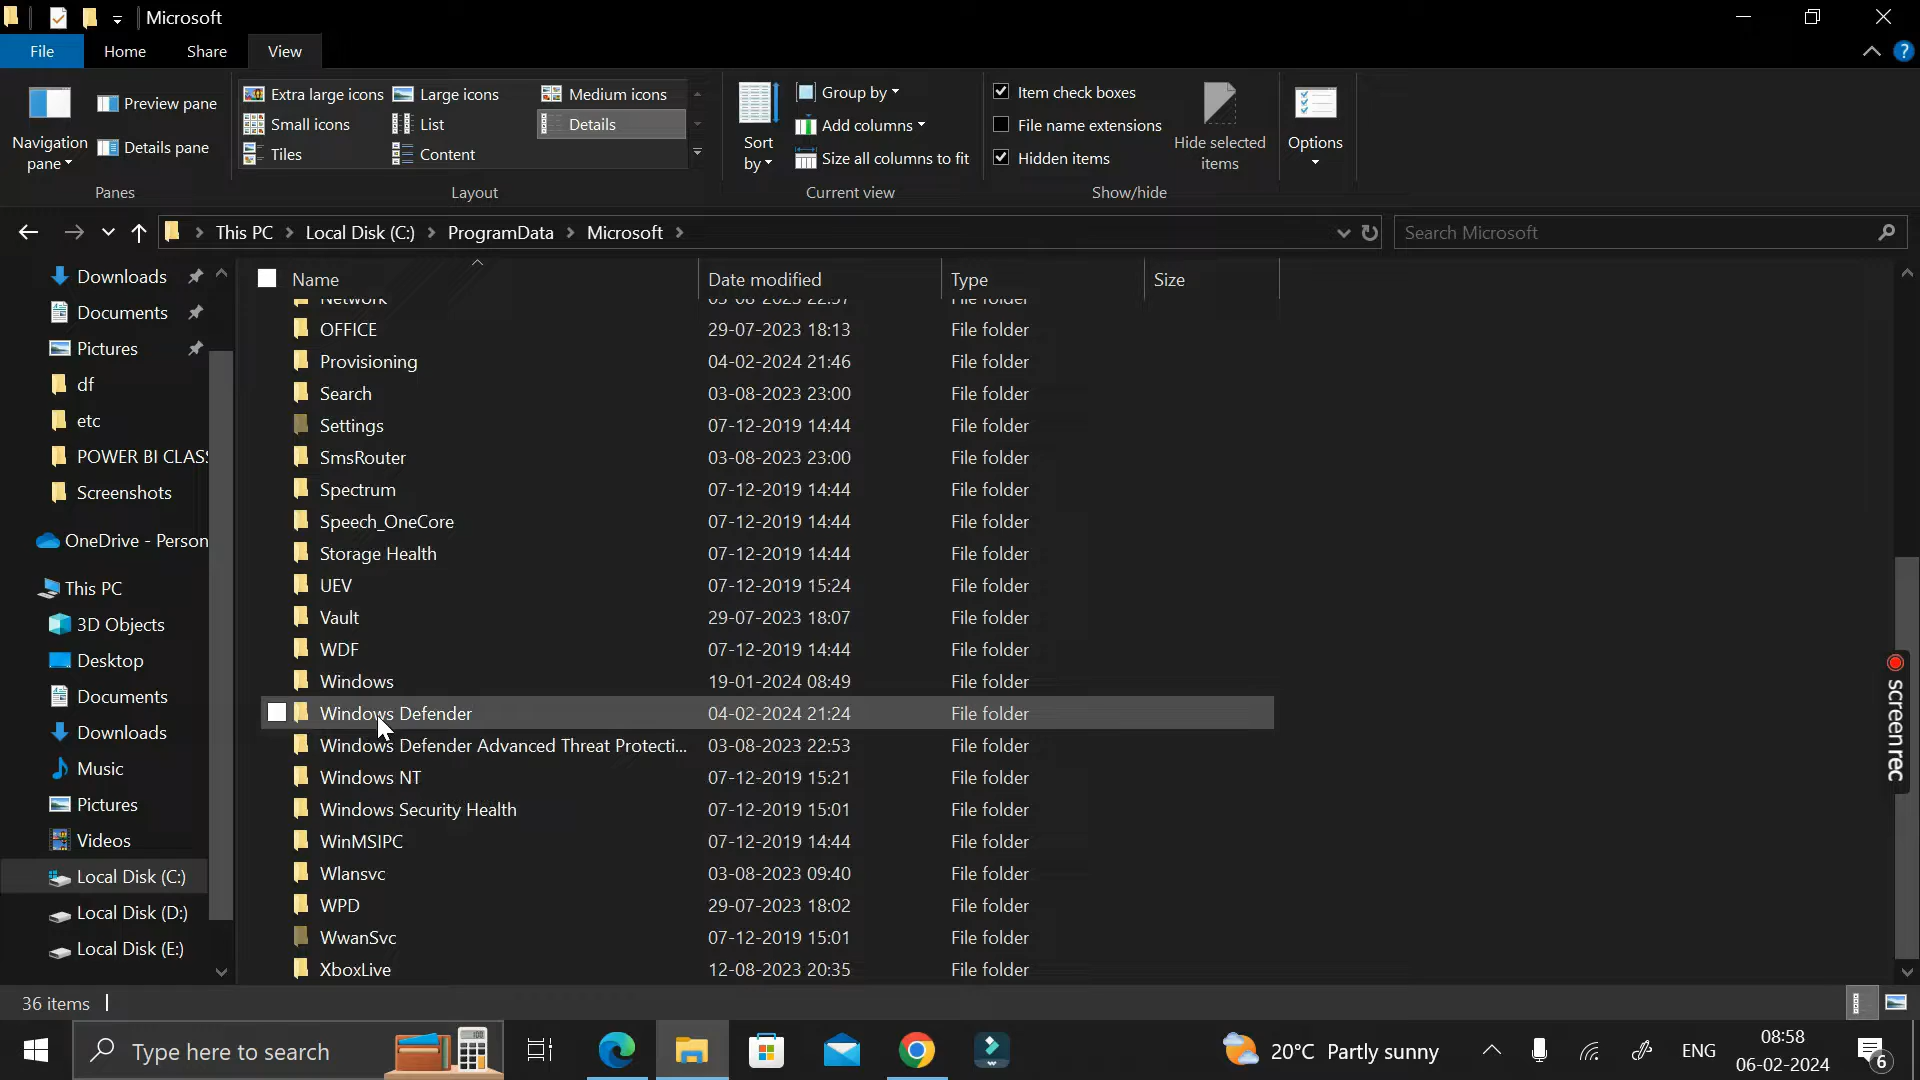 Microsoft
File Home Share View
Navigation pane
Preview pane
Details pane
Panes
Extra large icons Large icons Medium icons
Small icons List Details
Tiles Content
Layout
Sort by
Group by
Add columns
Size all columns to fit
Current view
Item check boxes
File name extensions
Hidden items
Hide selected items
Show/hide
Options
This PC Local Disk (C:) ProgramData Microsoft
Search Microsoft
Downloads
Documents
Pictures
df
etc
POWER BI CLAS
Screenshots
OneDrive - Person
This PC
3D Objects
Desktop
Documents
Downloads
Music
Pictures
Videos
Local Disk (C:)
Local Disk (D:)
Local Disk (E:)
Name Date modified Type Size
Network 03-08-2023 22:57 File folder
OFFICE 29-07-2023 18:13 File folder
Provisioning 04-02-2024 21:46 File folder
Search 03-08-2023 23:00 File folder
Settings 07-12-2019 14:44 File folder
SmsRouter 03-08-2023 23:00 File folder
Spectrum 07-12-2019 14:44 File folder
Speech_OneCore 07-12-2019 14:44 File folder
Storage Health 07-12-2019 14:44 File folder
UEV 07-12-2019 15:24 File folder
Vault 29-07-2023 18:07 File folder
WDF 07-12-2019 14:44 File folder
Windows 19-01-2024 08:49 File folder
Windows Defender 04-02-2024 21:24 File folder
Windows Defender Advanced Threat Protecti... 03-08-2023 22:53 File folder
Windows NT 07-12-2019 15:21 File folder
Windows Security Health 07-12-2019 15:01 File folder
WinMSIPC 07-12-2019 14:44 File folder
Wlansvc 03-08-2023 09:40 File folder
WPD 29-07-2023 18:02 File folder
WwanSvc 07-12-2019 15:01 File folder
XboxLive 12-08-2023 20:35 File folder
screen rec
36 items
Type here to search
20°C Partly sunny
ENG
08:58
06-02-2024
6